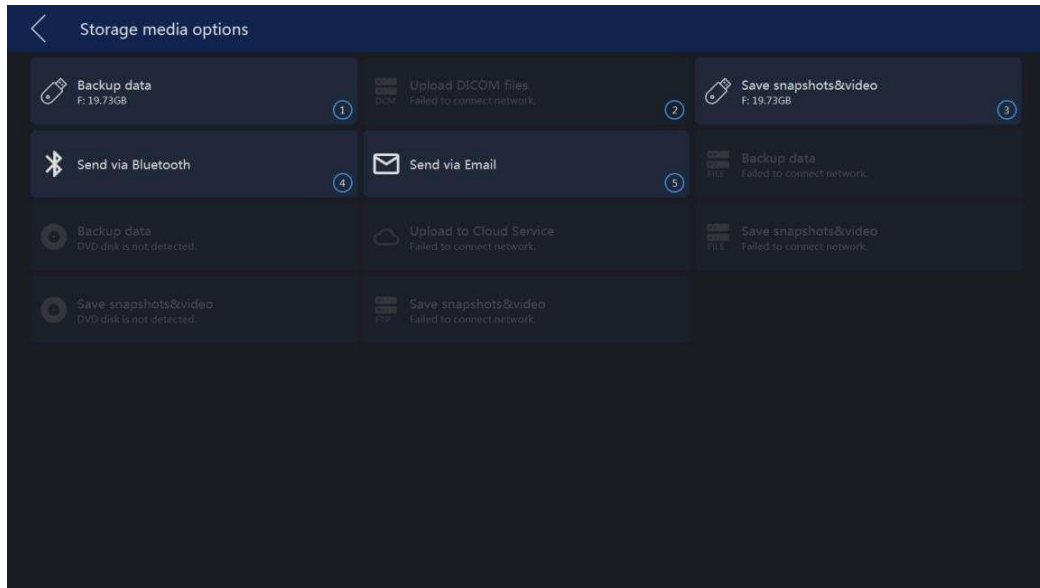 Storage media options
Backup data
F: 19.73GB
1
DCM
Upload DICOM files
Failed to connect network.
2
Save snapshots&video
F: 19.73GB
3
Send via Bluetooth
4
Send via Email
5
FILE
Backup data
Failed to connect network.
Backup data
DVD disk is not detected.
Upload to Cloud Service
Failed to connect network.
FILE
Save snapshots&video
Failed to connect network.
Save snapshots&video
DVD disk is not detected.
FTP
Save snapshots&video
Failed to connect network.